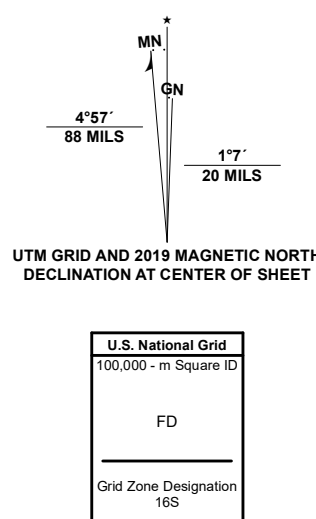 ★
MN
GN
4°57´
88 MILS
1°7´
20 MILS
UTM GRID AND 2019 MAGNETIC NORTH
DECLINATION AT CENTER OF SHEET
U.S. National Grid
100,000 - m Square ID
FD
Grid Zone Designation
16S